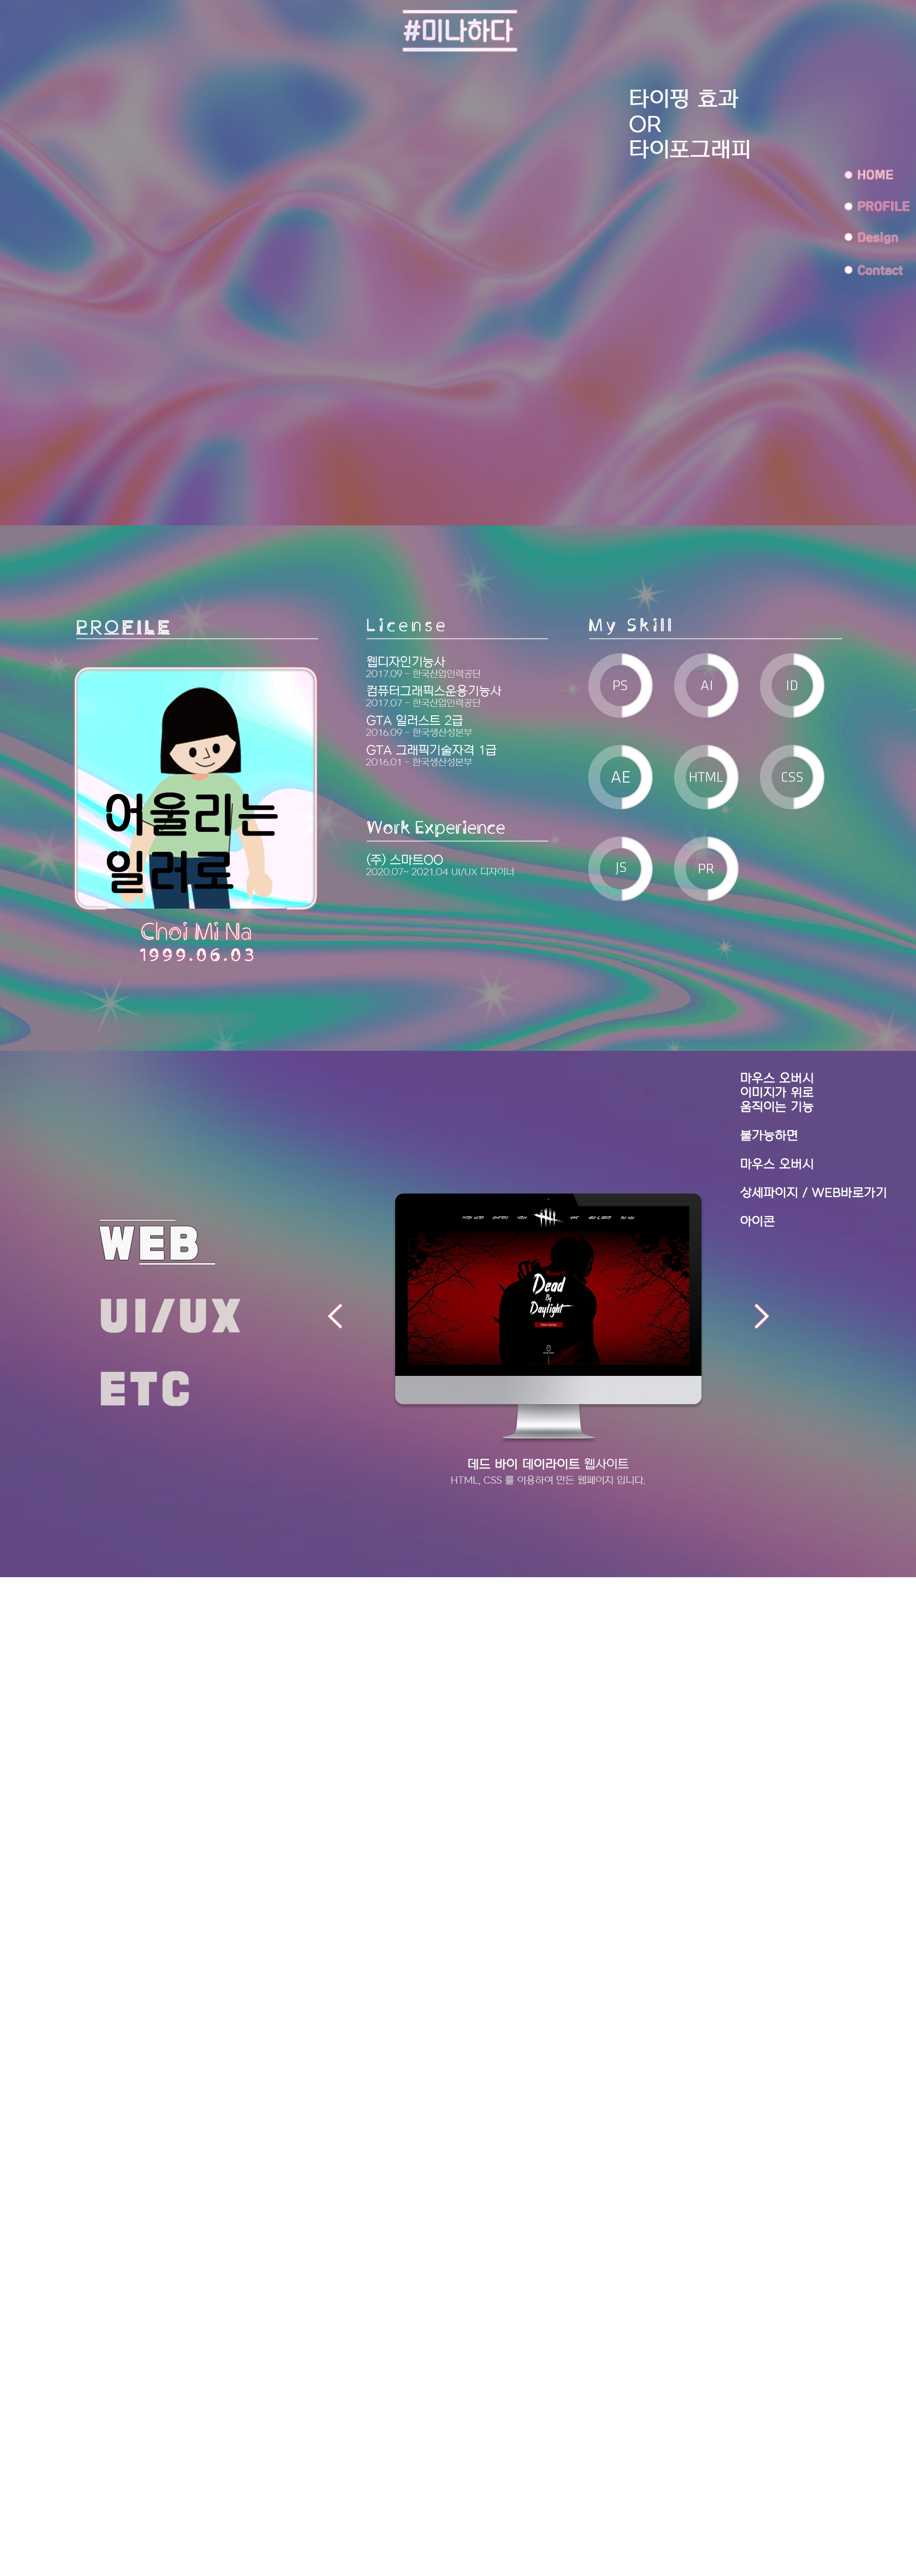 #미나하다
타이핑 효과
OR
타이포그래피
HOME
PROFILE
Design
Contact
PROFILE
어울리는
일러로
Choi Mi Na
1999.06.03
License
웹디자인기능사
2017.09 - 한국산업인력공단
컴퓨터그래픽스운용기능사
2017.07 - 한국산업인력공단
GTA 일러스트 2급
2016.09 - 한국생산성본부
GTA 그래픽기술자격 1급
2016.01 - 한국생산성본부
Work Experience
(주) 스마트OO
2020.07~ 2021.04 UI/UX 디자이너
My Skill
PS
AI
ID
AE
HTML
CSS
JS
PR
마우스 오버시
이미지가 위로
움직이는 기능
불가능하면
마우스 오버시
상세페이지 / WEB바로가기
아이콘
WEB
UI/UX
ETC
Dead
By
Daylight
데드 바이 데이라이트 웹사이트
HTML, CSS 를 이용하여 만든 웹페이지 입니다.